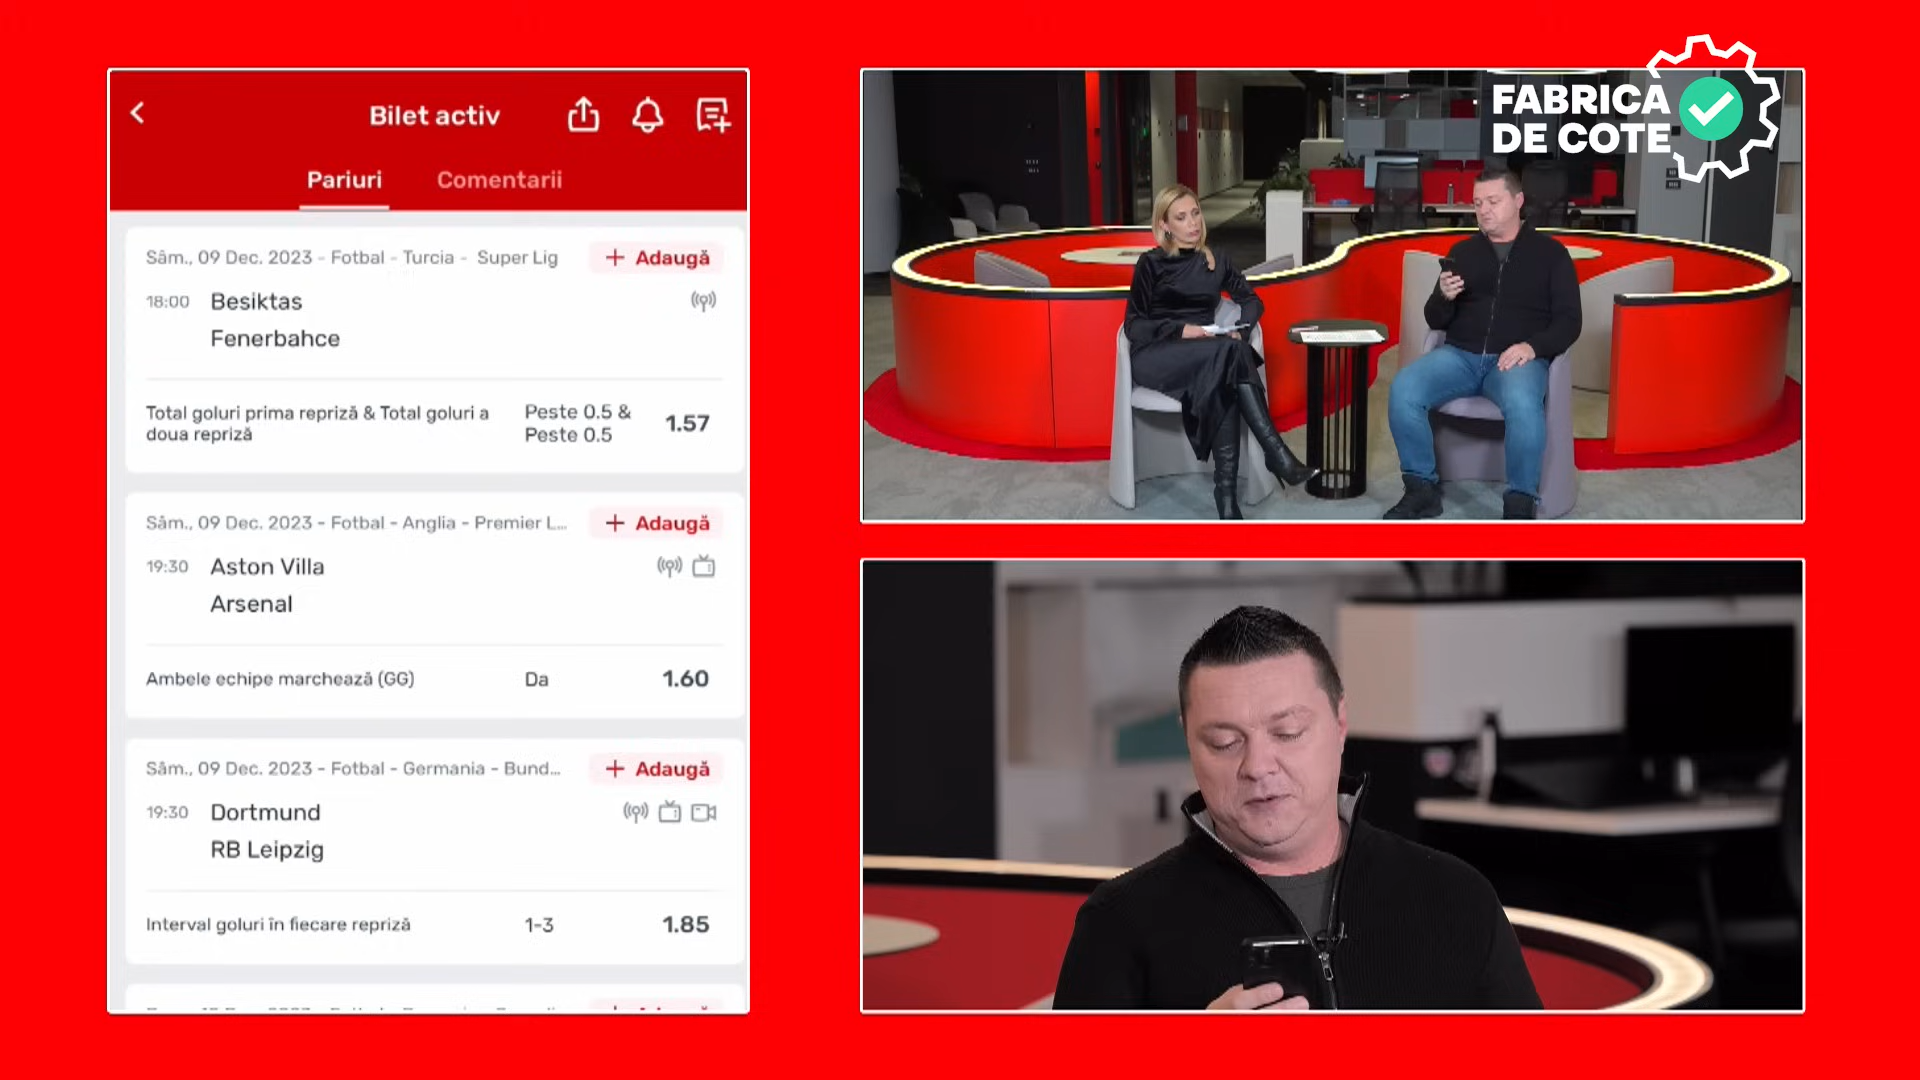 Bilet activ
Pariuri
Comentarii
Sâm., 09 Dec. 2023 - Fotbal - Turcia - Super Lig
+ Adaugă
18:00
Besiktas
Fenerbahce
Total goluri prima repriză & Total goluri a
doua repriză
Peste 0.5 &
Peste 0.5
1.57
Sâm., 09 Dec. 2023 - Fotbal - Anglia - Premier L...
+ Adaugă
19:30
Aston Villa
Arsenal
Ambele echipe marchează (GG)
Da
1.60
Sâm., 09 Dec. 2023 - Fotbal - Germania - Bund...
+ Adaugă
19:30
Dortmund
RB Leipzig
Interval goluri în fiecare repriză
1-3
1.85
FABRICA
DE COTE